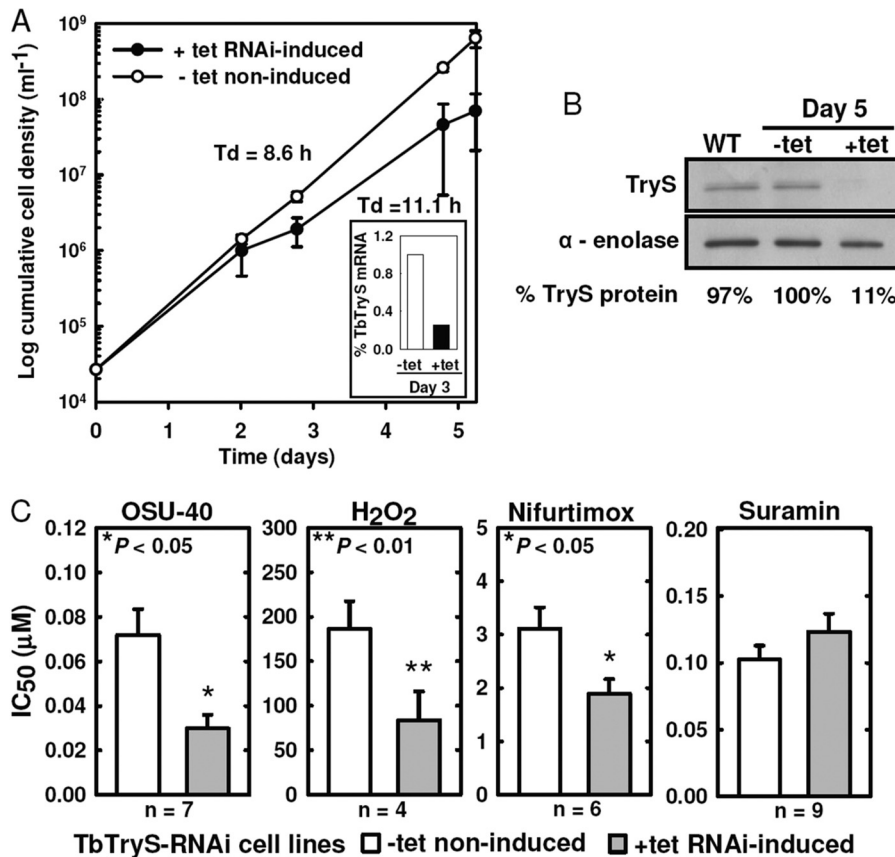 A
Log cumulative cell density (ml⁻¹)
10⁹
10⁸
10⁷
10⁶
10⁵
10⁴
+ tet RNAi-induced
- tet non-induced
Td = 8.6 h
Td =11.1 h
% TbTryS mRNA
1.2
0.8
0.4
0.0
-tet +tet
Day 3
0 1 2 3 4 5
Time (days)
B
Day 5
WT -tet +tet
TryS
α - enolase
% TryS protein 97% 100% 11%
C
IC50 (μM)
OSU-40
0.12
0.10
0.08
0.06
0.04
0.02
0.00
* P < 0.05
*
n = 7
H2O2
300
250
200
150
100
50
0
** P < 0.01
**
n = 4
Nifurtimox
5
4
3
2
1
0
* P < 0.05
*
n = 6
Suramin
0.20
0.15
0.10
0.05
0.00
n = 9
TbTryS-RNAi cell lines -tet non-induced +tet RNAi-induced